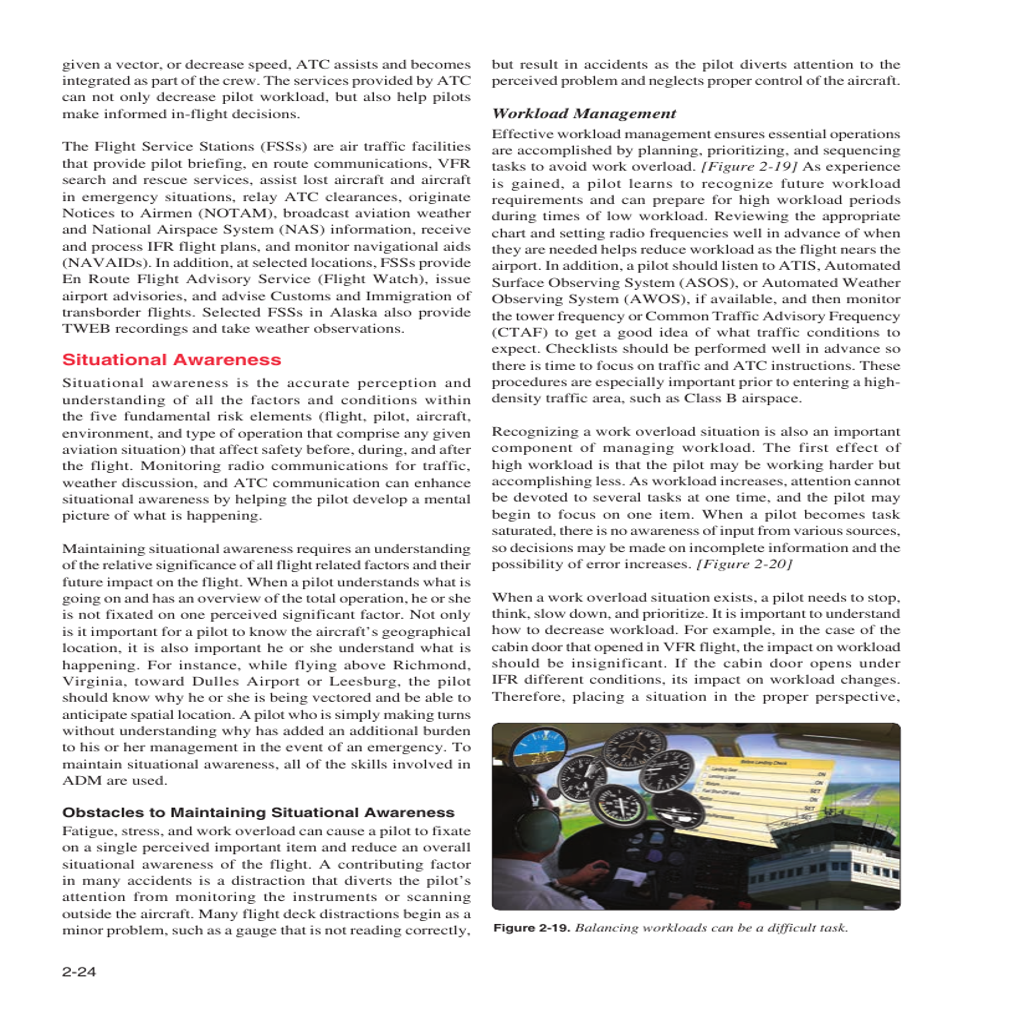 given a vector, or decrease speed, ATC assists and becomes
integrated as part of the crew. The services provided by ATC
can not only decrease pilot workload, but also help pilots
make informed in-flight decisions.
The Flight Service Stations (FSSs) are air traffic facilities
that provide pilot briefing, en route communications, VFR
search and rescue services, assist lost aircraft and aircraft
in emergency situations, relay ATC clearances, originate
Notices to Airmen (NOTAM), broadcast aviation weather
and National Airspace System (NAS) information, receive
and process IFR flight plans, and monitor navigational aids
(NAVAIDs). In addition, at selected locations, FSSs provide
En Route Flight Advisory Service (Flight Watch), issue
airport advisories, and advise Customs and Immigration of
transborder flights. Selected FSSs in Alaska also provide
TWEB recordings and take weather observations.
Situational Awareness
Situational awareness is the accurate perception and
understanding of all the factors and conditions within
the five fundamental risk elements (flight, pilot, aircraft,
environment, and type of operation that comprise any given
aviation situation) that affect safety before, during, and after
the flight. Monitoring radio communications for traffic,
weather discussion, and ATC communication can enhance
situational awareness by helping the pilot develop a mental
picture of what is happening.
Maintaining situational awareness requires an understanding
of the relative significance of all flight related factors and their
future impact on the flight. When a pilot understands what is
going on and has an overview of the total operation, he or she
is not fixated on one perceived significant factor. Not only
is it important for a pilot to know the aircraft's geographical
location, it is also important he or she understand what is
happening. For instance, while flying above Richmond,
Virginia, toward Dulles Airport or Leesburg, the pilot
should know why he or she is being vectored and be able to
anticipate spatial location. A pilot who is simply making turns
without understanding why has added an additional burden
to his or her management in the event of an emergency. To
maintain situational awareness, all of the skills involved in
ADM are used.
Obstacles to Maintaining Situational Awareness
Fatigue, stress, and work overload can cause a pilot to fixate
on a single perceived important item and reduce an overall
situational awareness of the flight. A contributing factor
in many accidents is a distraction that diverts the pilot's
attention from monitoring the instruments or scanning
outside the aircraft. Many flight deck distractions begin as a
minor problem, such as a gauge that is not reading correctly,
but result in accidents as the pilot diverts attention to the
perceived problem and neglects proper control of the aircraft.
Workload Management
Effective workload management ensures essential operations
are accomplished by planning, prioritizing, and sequencing
tasks to avoid work overload. [Figure 2-19] As experience
is gained, a pilot learns to recognize future workload
requirements and can prepare for high workload periods
during times of low workload. Reviewing the appropriate
chart and setting radio frequencies well in advance of when
they are needed helps reduce workload as the flight nears the
airport. In addition, a pilot should listen to ATIS, Automated
Surface Observing System (ASOS), or Automated Weather
Observing System (AWOS), if available, and then monitor
the tower frequency or Common Traffic Advisory Frequency
(CTAF) to get a good idea of what traffic conditions to
expect. Checklists should be performed well in advance so
there is time to focus on traffic and ATC instructions. These
procedures are especially important prior to entering a high-
density traffic area, such as Class B airspace.
Recognizing a work overload situation is also an important
component of managing workload. The first effect of
high workload is that the pilot may be working harder but
accomplishing less. As workload increases, attention cannot
be devoted to several tasks at one time, and the pilot may
begin to focus on one item. When a pilot becomes task
saturated, there is no awareness of input from various sources,
so decisions may be made on incomplete information and the
possibility of error increases. [Figure 2-20]
When a work overload situation exists, a pilot needs to stop,
think, slow down, and prioritize. It is important to understand
how to decrease workload. For example, in the case of the
cabin door that opened in VFR flight, the impact on workload
should be insignificant. If the cabin door opens under
IFR different conditions, its impact on workload changes.
Therefore, placing a situation in the proper perspective,
Before Landing Check
Landing Gear
Landing Light ON
Mixture ON
Fuel Shut-Off Valve SET
ON
SET
SET
Figure 2-19. Balancing workloads can be a difficult task.
2-24